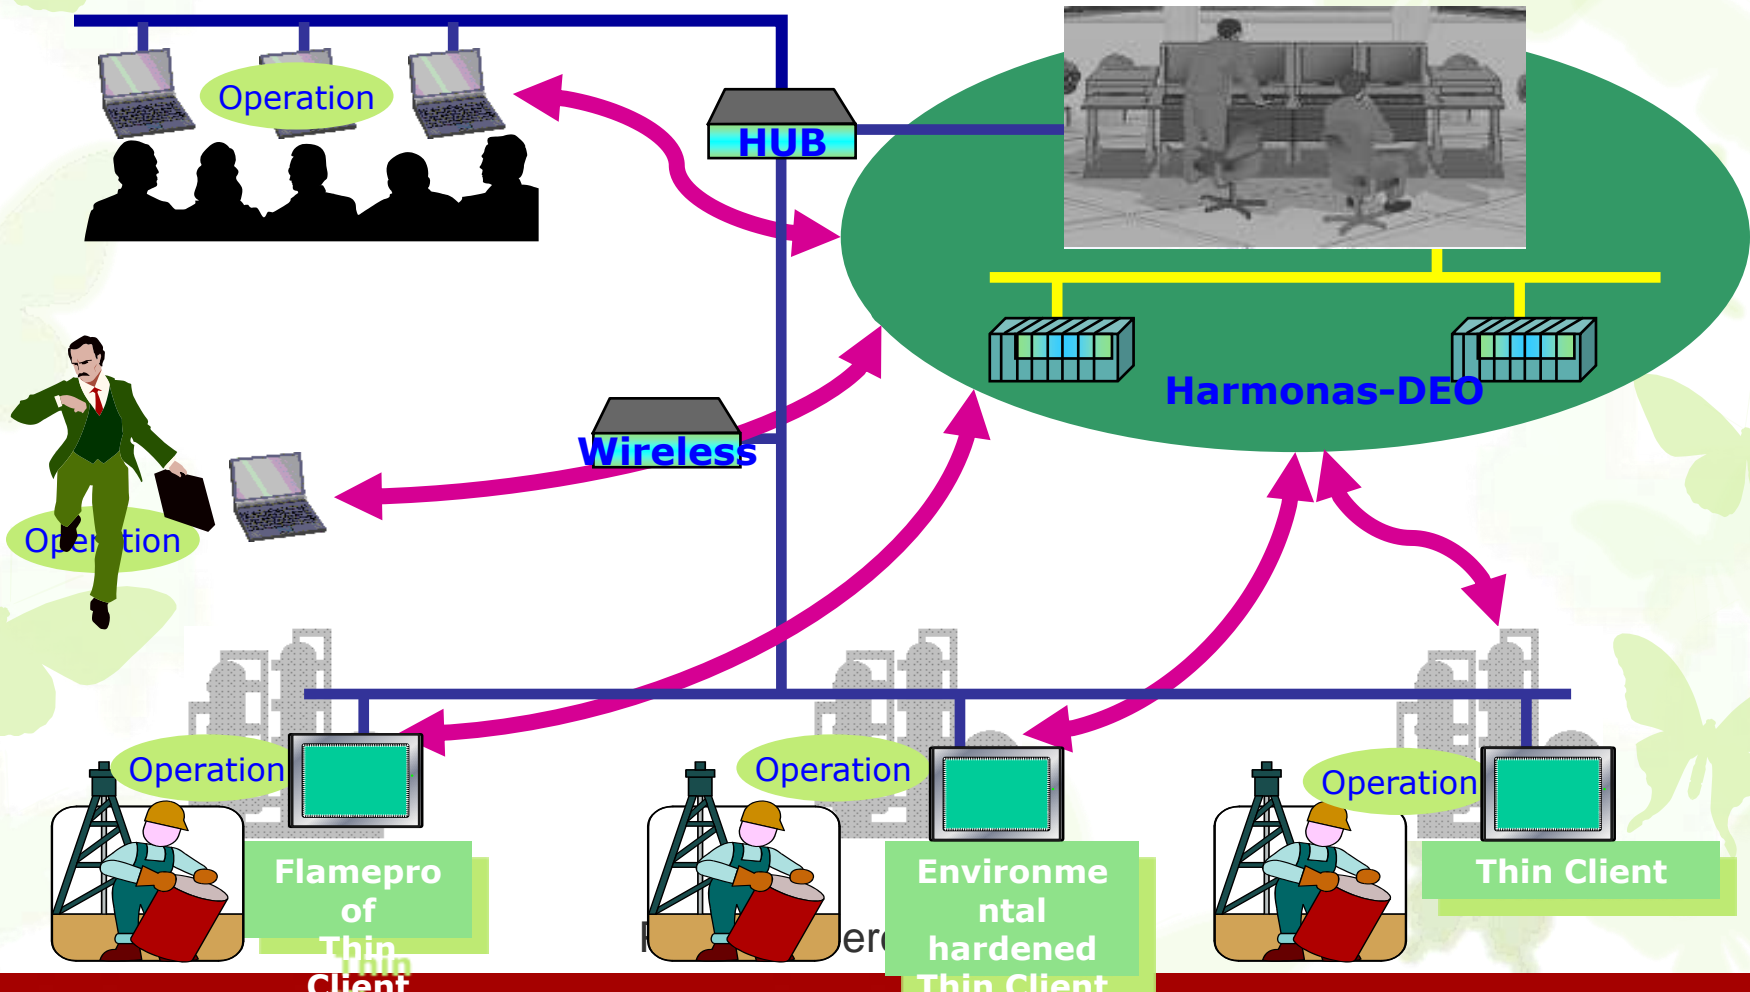 Operation
HUB
Harmonas-DEO
Wireless
Operation
Operation
Operation
Operation
Flamepro
of
Thin
Client
Environme
ntal
hardened
Thin Client
Thin Client